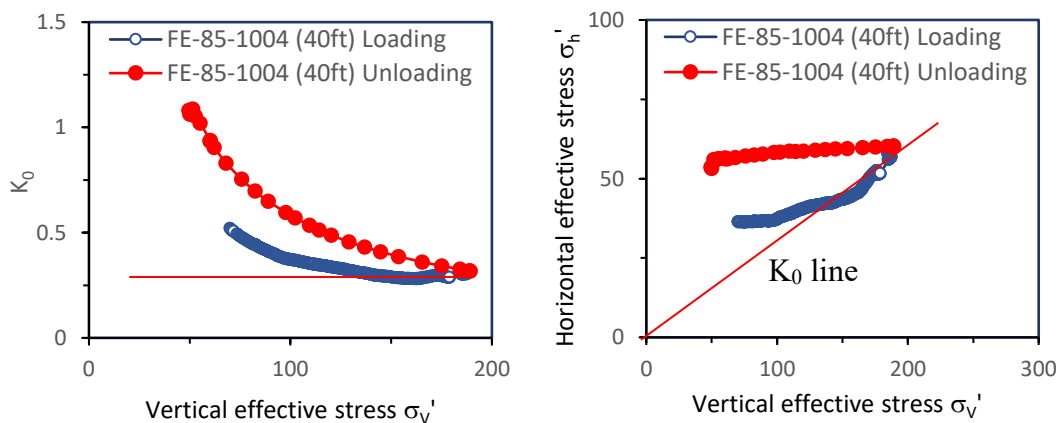 1.5
1
0.5
0
K₀
FE-85-1004 (40ft) Loading
FE-85-1004 (40ft) Unloading
0
100
200
Vertical effective stress σᵥ'
100
50
0
Horizontal effective stress σₕ'
FE-85-1004 (40ft) Loading
FE-85-1004 (40ft) Unloading
K₀ line
0
100
200
300
Vertical effective stress σᵥ'